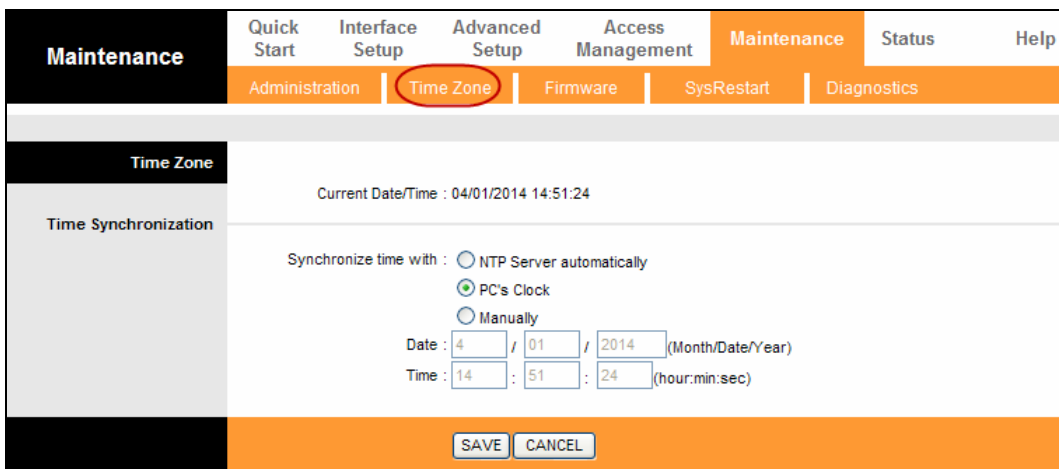 Maintenance
Quick Start
Interface Setup
Advanced Setup
Access Management
Maintenance
Status
Help
Administration
Time Zone
Firmware
SysRestart
Diagnostics
Time Zone
Current Date/Time : 04/01/2014 14:51:24
Time Synchronization
Synchronize time with : NTP Server automatically
PC's Clock
Manually
Date : 4 / 01 / 2014 (Month/Date/Year)
Time : 14 : 51 : 24 (hour:min:sec)
SAVE CANCEL